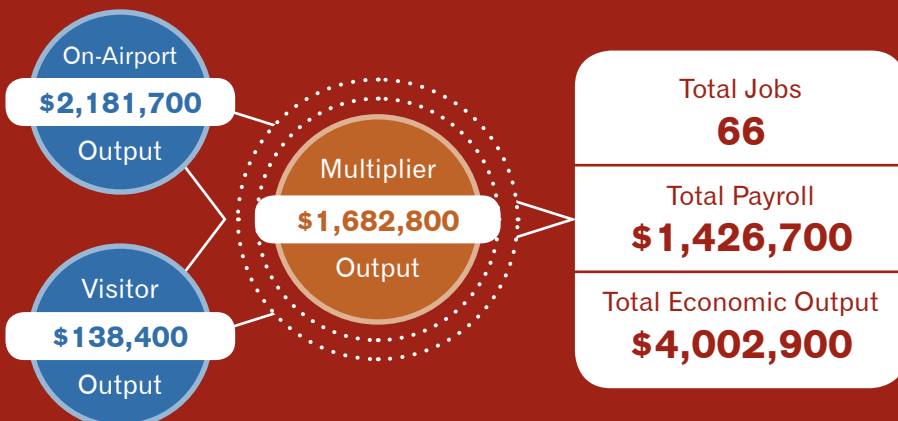 On-Airport
$2,181,700
Output
Visitor
$138,400
Output
Multiplier
$1,682,800
Output
Total Jobs
66
Total Payroll
$1,426,700
Total Economic Output
$4,002,900